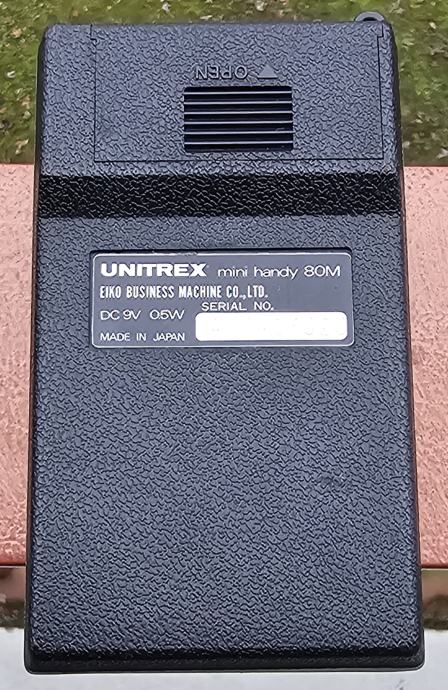 OPEN
UNITREX mini handy 80M
EIKO BUSINESS MACHINE CO.,LTD.
SERIAL NO.
DC 9V 0.5W
MADE IN JAPAN